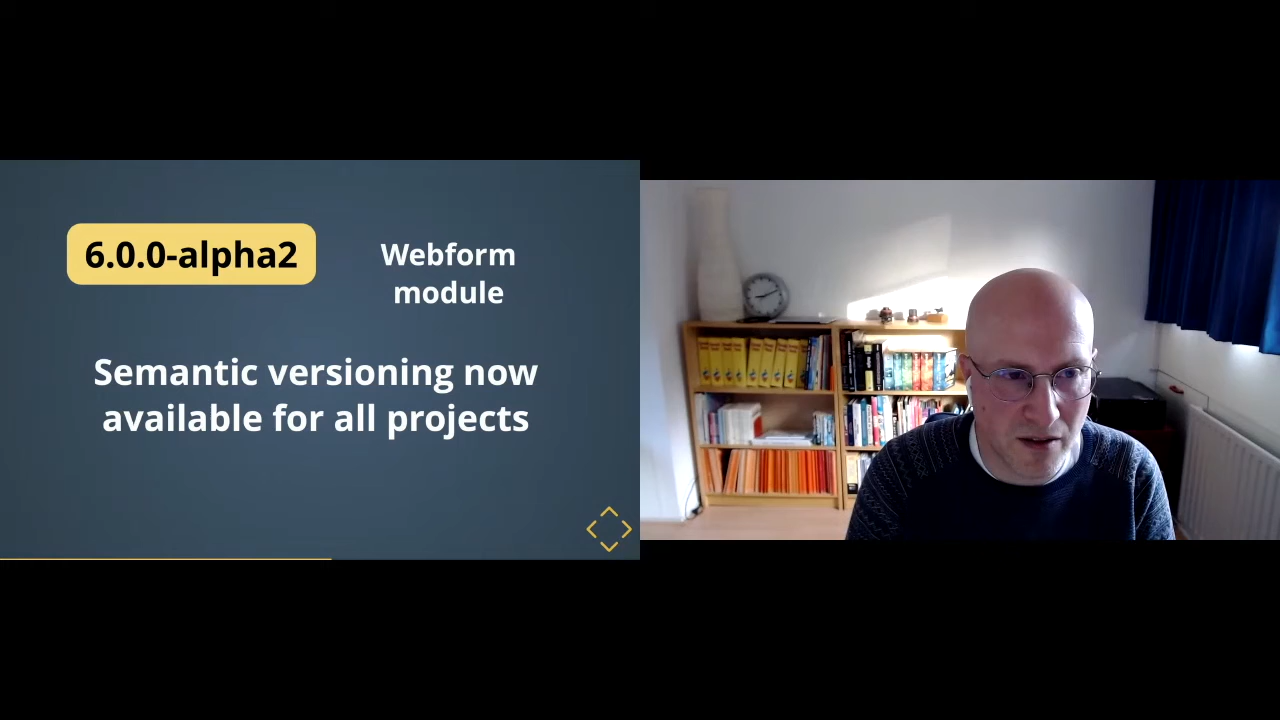 6.0.0-alpha2
Webform
module
Semantic versioning now
available for all projects